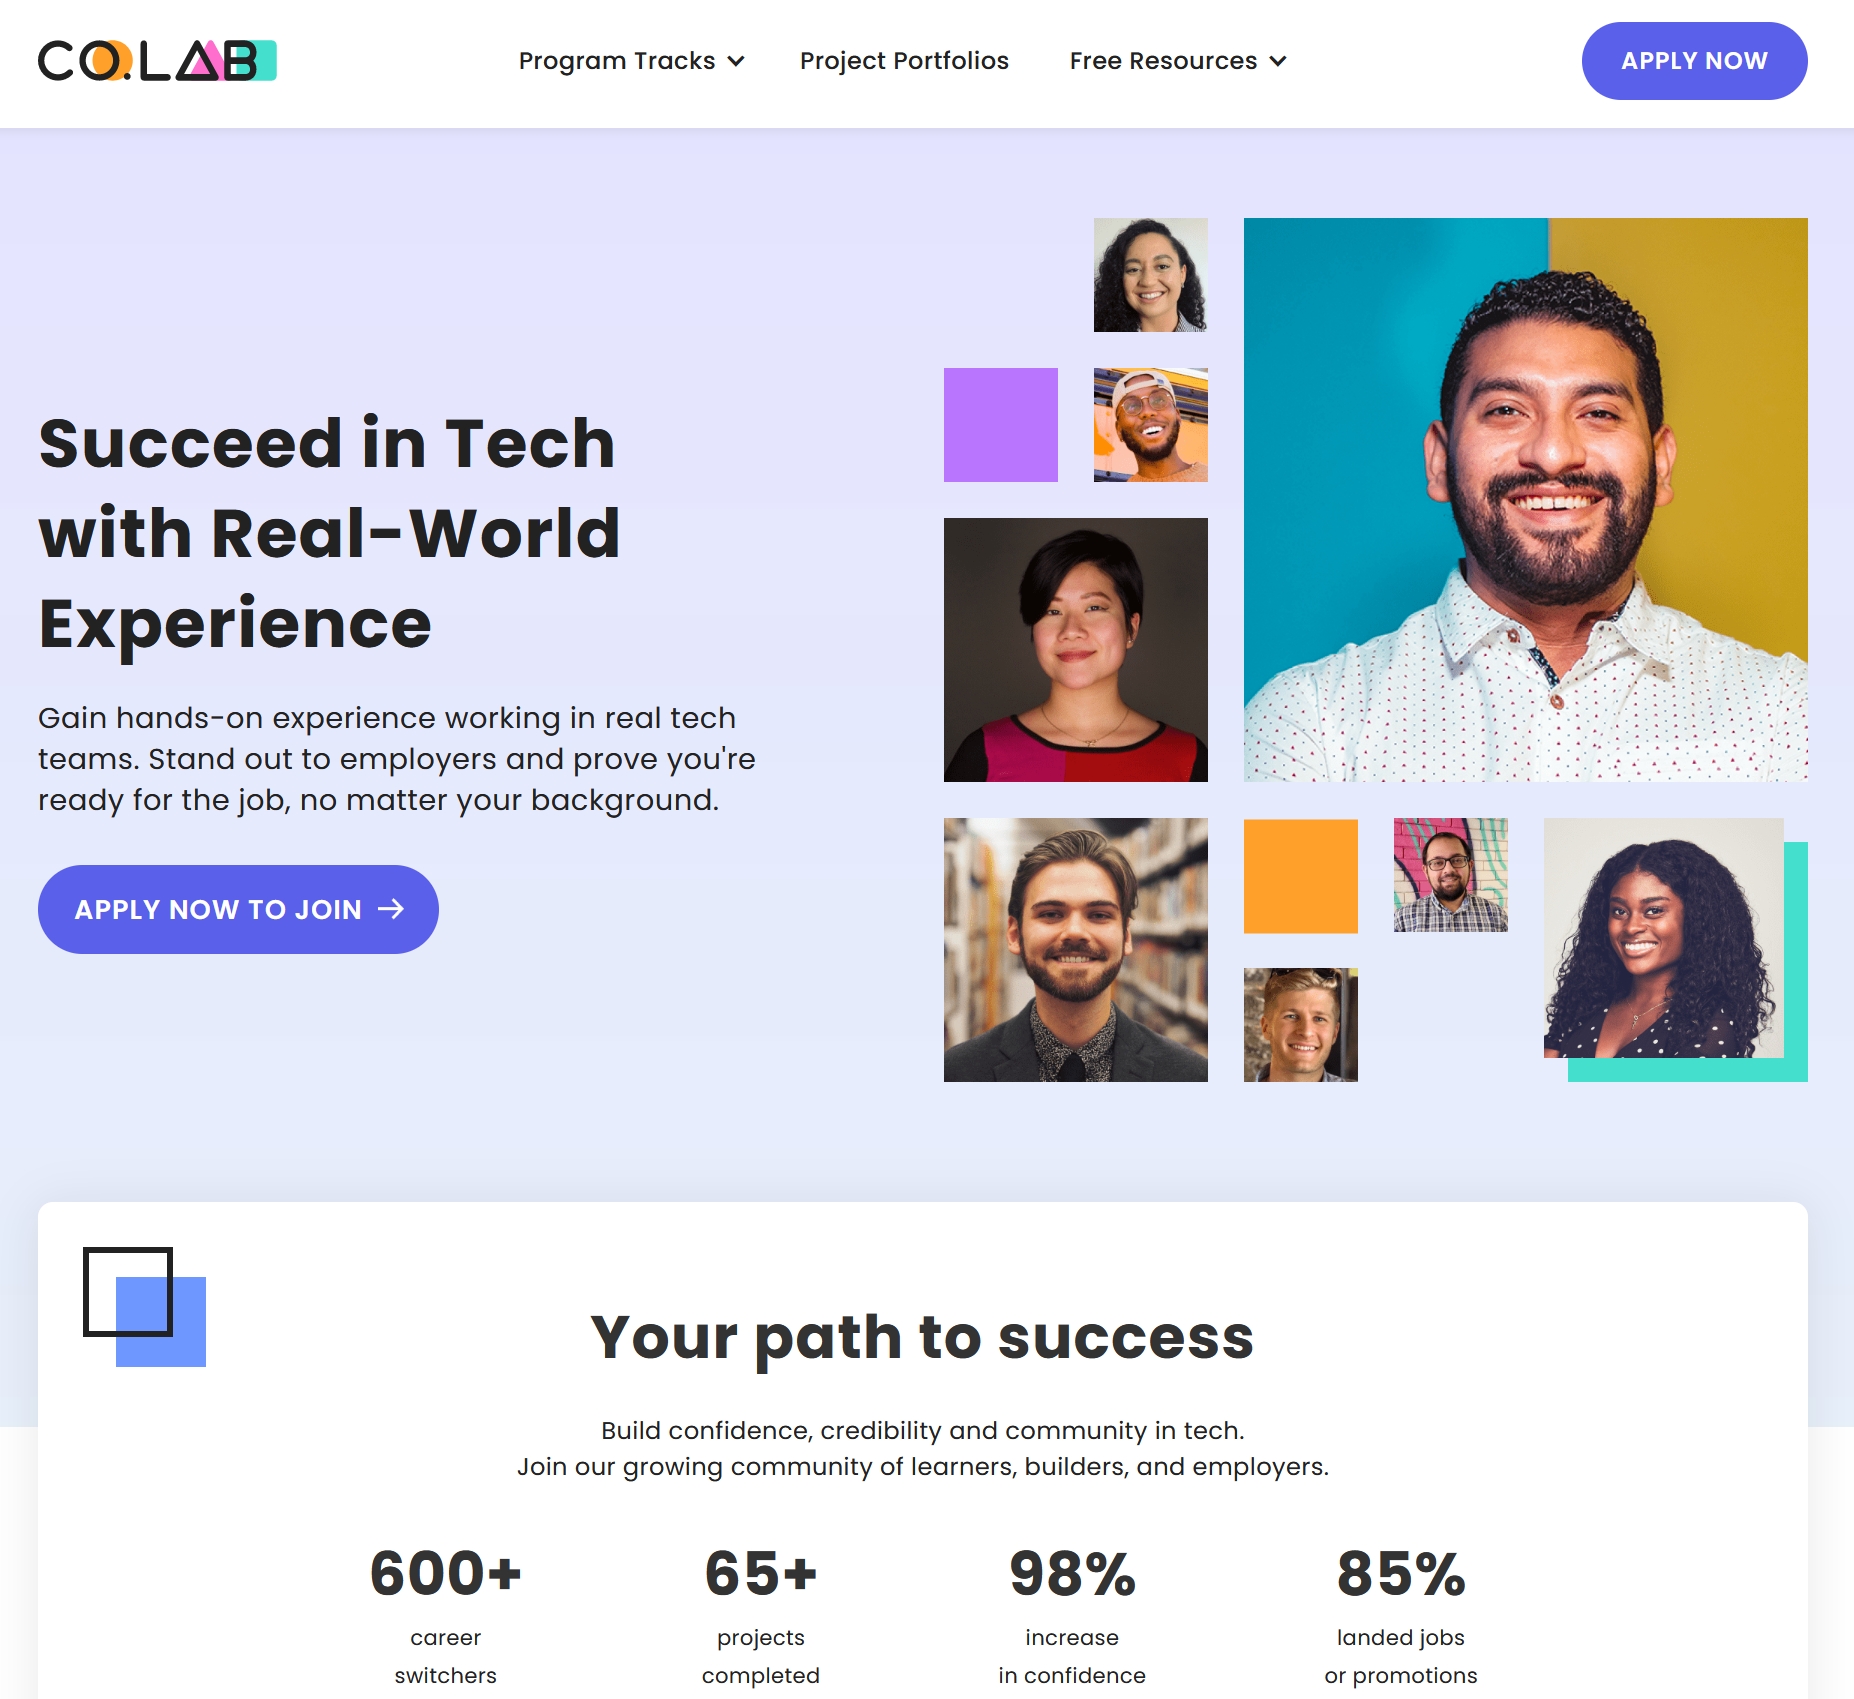 CO.LAB
Program Tracks
Project Portfolios
Free Resources
APPLY NOW
Succeed in Tech
with Real-World
Experience
Gain hands-on experience working in real tech
teams. Stand out to employers and prove you're
ready for the job, no matter your background.
APPLY NOW TO JOIN
Your path to success
Build confidence, credibility and community in tech.
Join our growing community of learners, builders, and employers.
600+
career
switchers
65+
projects
completed
98%
increase
in confidence
85%
landed jobs
or promotions